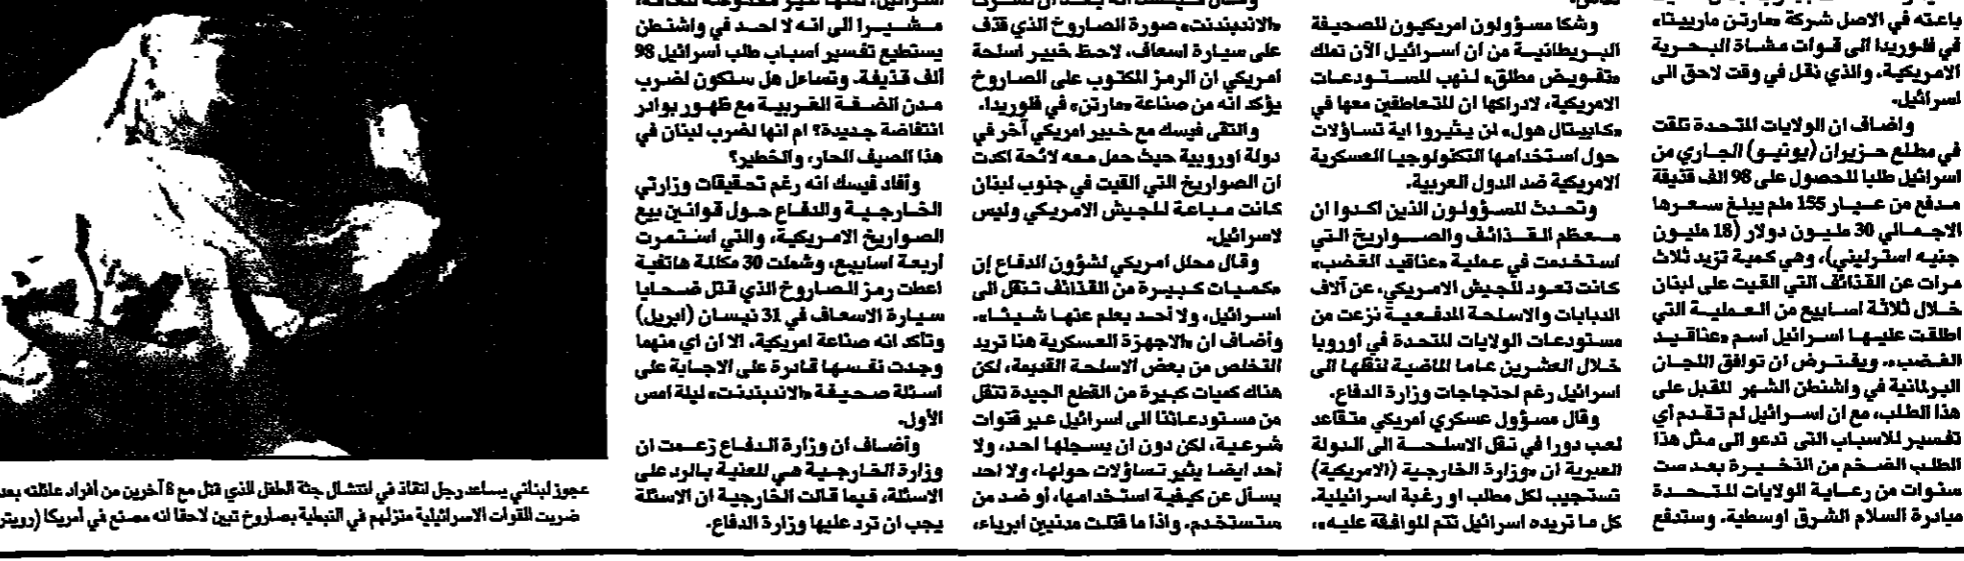 باعته في الاصل شركة «مارتن مارييتا»
في فلوريدا الى قوات مشاة البحرية
الامريكية، والذي نقل في وقت لاحق الى
اسرائيل.
واضاف ان الولايات المتحدة تلقت
في مطلع حزيران (يونيو) الجاري من
اسرائيل طلبا للحصول على 98 الف قذيفة
مدفع من عيار 155 ملم يبلغ سعرها
الاجمالي 30 مليون دولار (18 مليون
جنيه استرليني)، وهي كمية تزيد ثلاث
مرات عن القذائف التي القيت على لبنان
خلال ثلاثة اسابيع من العملية التي
اطلقت عليها اسرائيل اسم «عناقيد
الغضب». ويفترض ان توافق اللجان
البرلمانية في واشنطن الشهر المقبل على
هذا الطلب، مع ان اسرائيل لم تقدم أي
تفسير للاسباب التي تدعو الى مثل هذا
الطلب الضخم من الذخيرة بعد ست
سنوات من رعاية الولايات المتحدة
مبادرة السلام الشرق اوسطية. وستدفع
وشكا مسؤولون امريكيون للصحيفة
البريطانية من ان اسرائيل الآن تملك
«تفويض مطلق» لنهب المستودعات
الامريكية، لادراكها ان المتعاطفين معها في
«كابيتال هول» لن يثيروا اية تساؤلات
حول استخدامها التكنولوجيا العسكرية
الامريكية ضد الدول العربية.
وتحدث المسؤولون الذين اكدوا ان
معظم القذائف والصواريخ التي
استخدمت في عملية «عناقيد الغضب»
كانت تعود للجيش الامريكي، عن آلاف
الدبابات والاسلحة المدفعية نزعت من
مستودعات الولايات المتحدة في اوروبا
خلال العشرين عاما الماضية لنقلها الى
اسرائيل رغم احتجاجات وزارة الدفاع.
وقال مسؤول عسكري أمريكي متقاعد
لعب دورا في نقل الاسلحة الى الدولة
العبرية ان «وزارة الخارجية (الامريكية)
تستجيب لكل مطلب او رغبة اسرائيلية.
كل ما تريده اسرائيل تتم الموافقة عليه»،
«الاندبندنت» صورة الصاروخ الذي قذف
على سيارة اسعاف، لاحظ خبير اسلحة
أمريكي ان الرمز المكتوب على الصاروخ
يؤكد انه من صناعة «مارتن» في فلوريدا.
والتقى فيسك مع خبير امريكي آخر في
دولة اوروبية حيث حمل معه لائحة اكدت
ان الصواريخ التي القيت في جنوب لبنان
كانت مباعة للجيش الامريكي وليس
لاسرائيل.
وقال محلل امريكي لشؤون الدفاع إن
«كميات كبيرة من القذائف تنقل الى
اسرائيل، ولا أحد يعلم عنها شيئا».
وأضاف ان «الاجهزة العسكرية هنا تريد
التخلص من بعض الاسلحة القديمة، لكن
هناك كميات كبيرة من القطع الجيدة تنقل
من مستودعاتنا الى اسرائيل عبر قنوات
شرعية، لكن دون ان يسجلها احد، ولا
أحد ايضا يثير تساؤلات حولها، ولا احد
يسأل عن كيفية استخدامها، أو ضد من
ستستخدم. واذا ما قتلت مدنيين ابرياء،
مشيرا الى انه لا احد في واشنطن
يستطيع تفسير اسباب طلب اسرائيل 98
ألف قذيفة. وتساءل هل ستكون لضرب
مدن الضفة الغربية مع ظهور بوادر
انتفاضة جديدة؟ ام انها لضرب لبنان في
هذا الصيف الحار، والخطير؟
وأفاد فيسك انه رغم تحقيقات وزارتي
الخارجية والدفاع حول قوانين بيع
الصواريخ الامريكية، والتي استمرت
أربعة اسابيع، وشملت 30 مكالمة هاتفية
اعطت رمز الصاروخ الذي قتل ضحايا
سيارة الاسعاف في 31 نيسان (ابريل)
وتأكد انه صناعة امريكية، الا ان أي منهما
وجدت نفسها قادرة على الاجابة على
اسئلة صحيفة «الاندبندنت» ليلة امس
الأول.
وأضاف أن وزارة الدفاع زعمت ان
وزارة الخارجية هي المعنية بالرد على
الاسئلة، فيما قالت الخارجية ان الاسئلة
يجب ان ترد عليها وزارة الدفاع.
عجوز لبناني يساعد رجل انقاذ في انتشال جثة الطفل الذي قتل مع 8 آخرين من أفراد عائلته بعد
ضربت القوات الاسرائيلية منزلهم في النبطية بصاروخ تبين لاحقا انه مصنع في أمريكا (رويتر